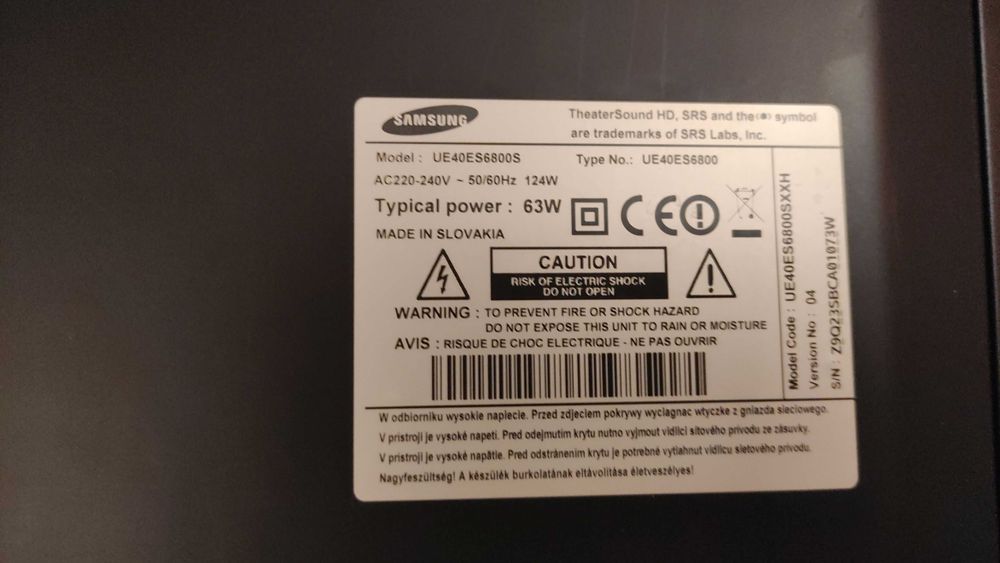 SAMSUNG
TheaterSound HD, SRS and the symbol
are trademarks of SRS Labs, Inc.
Model : UE40ES6800S
Type No.: UE40ES6800
AC220-240V ~ 50/60Hz 124W
Typical power : 63W
MADE IN SLOVAKIA
CAUTION
RISK OF ELECTRIC SHOCK
DO NOT OPEN
WARNING : TO PREVENT FIRE OR SHOCK HAZARD
DO NOT EXPOSE THIS UNIT TO RAIN OR MOISTURE
AVIS : RISQUE DE CHOC ELECTRIQUE - NE PAS OUVRIR
Model Code : UE40ES6800SXXH
Version No : 04
S/N : Z9Q23SBCA01073W
W odbiorniku wysokie napiecie. Przed zdjeciem pokrywy wyciagnac wtyczke z gniazda sieciowego.
V pristroji je vysoké napeti. Pred odejmutim krytu nutno vyjmout vidlici sitového privodu ze zásuvky.
V pristroji je vysoké napätie. Pred odstránenim krytu je potrebné vytiahnut vidlicu sietového privodu.
Nagyfeszültség! A készülék burkolatának eltávolítása életveszélyes!